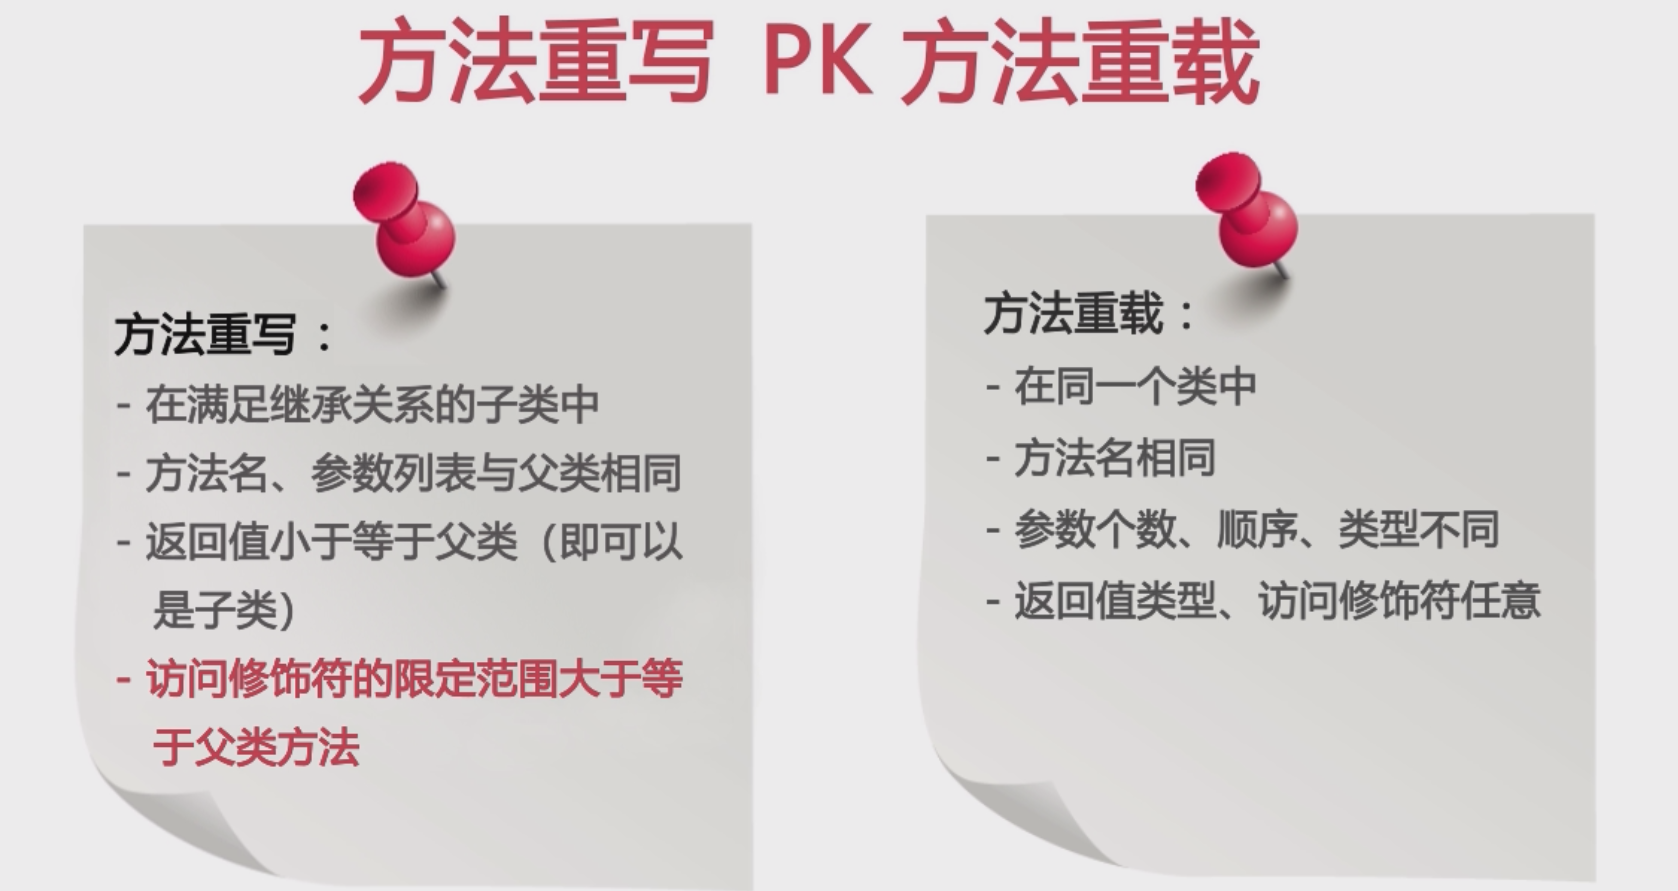 方法重写 PK 方法重载
方法重写：
- 在满足继承关系的子类中
- 方法名、参数列表与父类相同
- 返回值小于等于父类（即可以
是子类）
- 访问修饰符的限定范围大于等
于父类方法
方法重载：
- 在同一个类中
- 方法名相同
- 参数个数、顺序、类型不同
- 返回值类型、访问修饰符任意